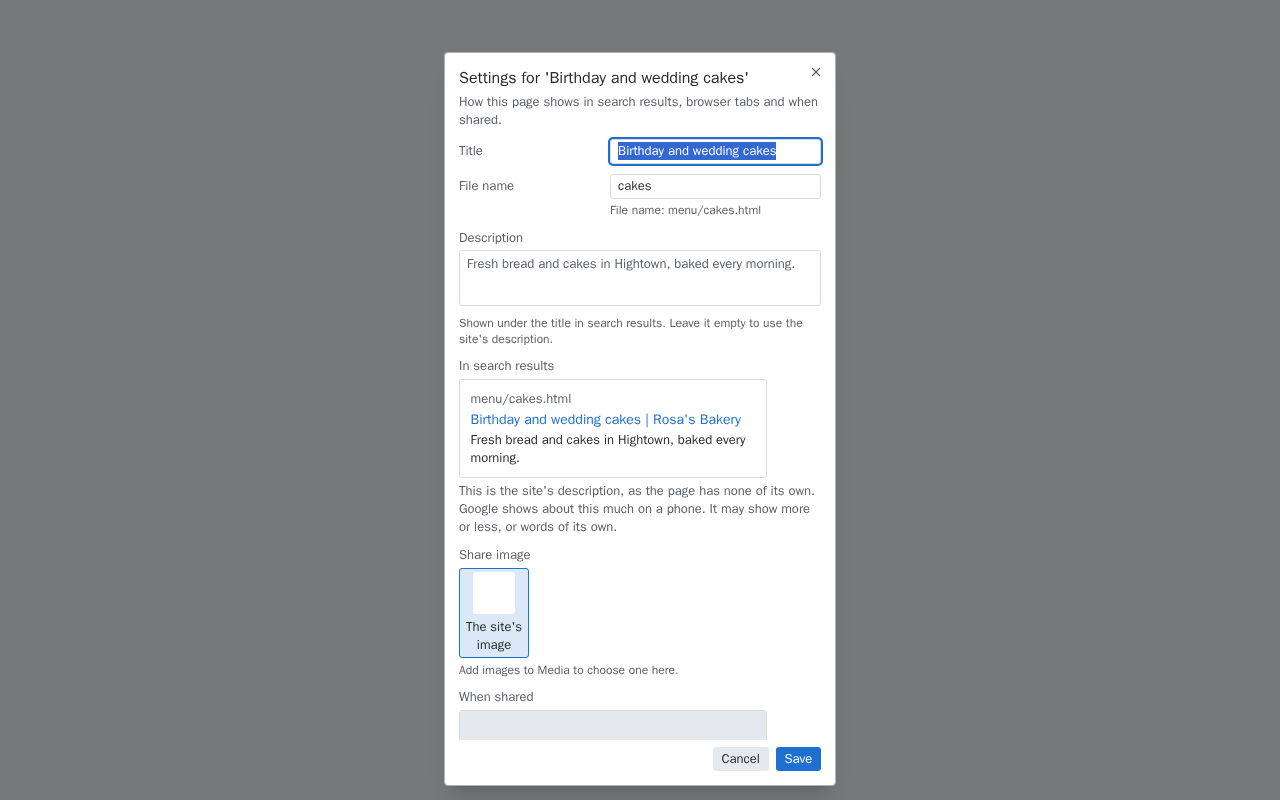 Settings for 'Birthday and wedding cakes'
How this page shows in search results, browser tabs and when
shared.
Title
Birthday and wedding cakes
File name
cakes
File name: menu/cakes.html
Description
Fresh bread and cakes in Hightown, baked every morning.
Shown under the title in search results. Leave it empty to use the
site's description.
In search results
menu/cakes.html
Birthday and wedding cakes | Rosa's Bakery
Fresh bread and cakes in Hightown, baked every
morning.
This is the site's description, as the page has none of its own.
Google shows about this much on a phone. It may show more
or less, or words of its own.
Share image
The site's
image
Add images to Media to choose one here.
When shared
Cancel
Save